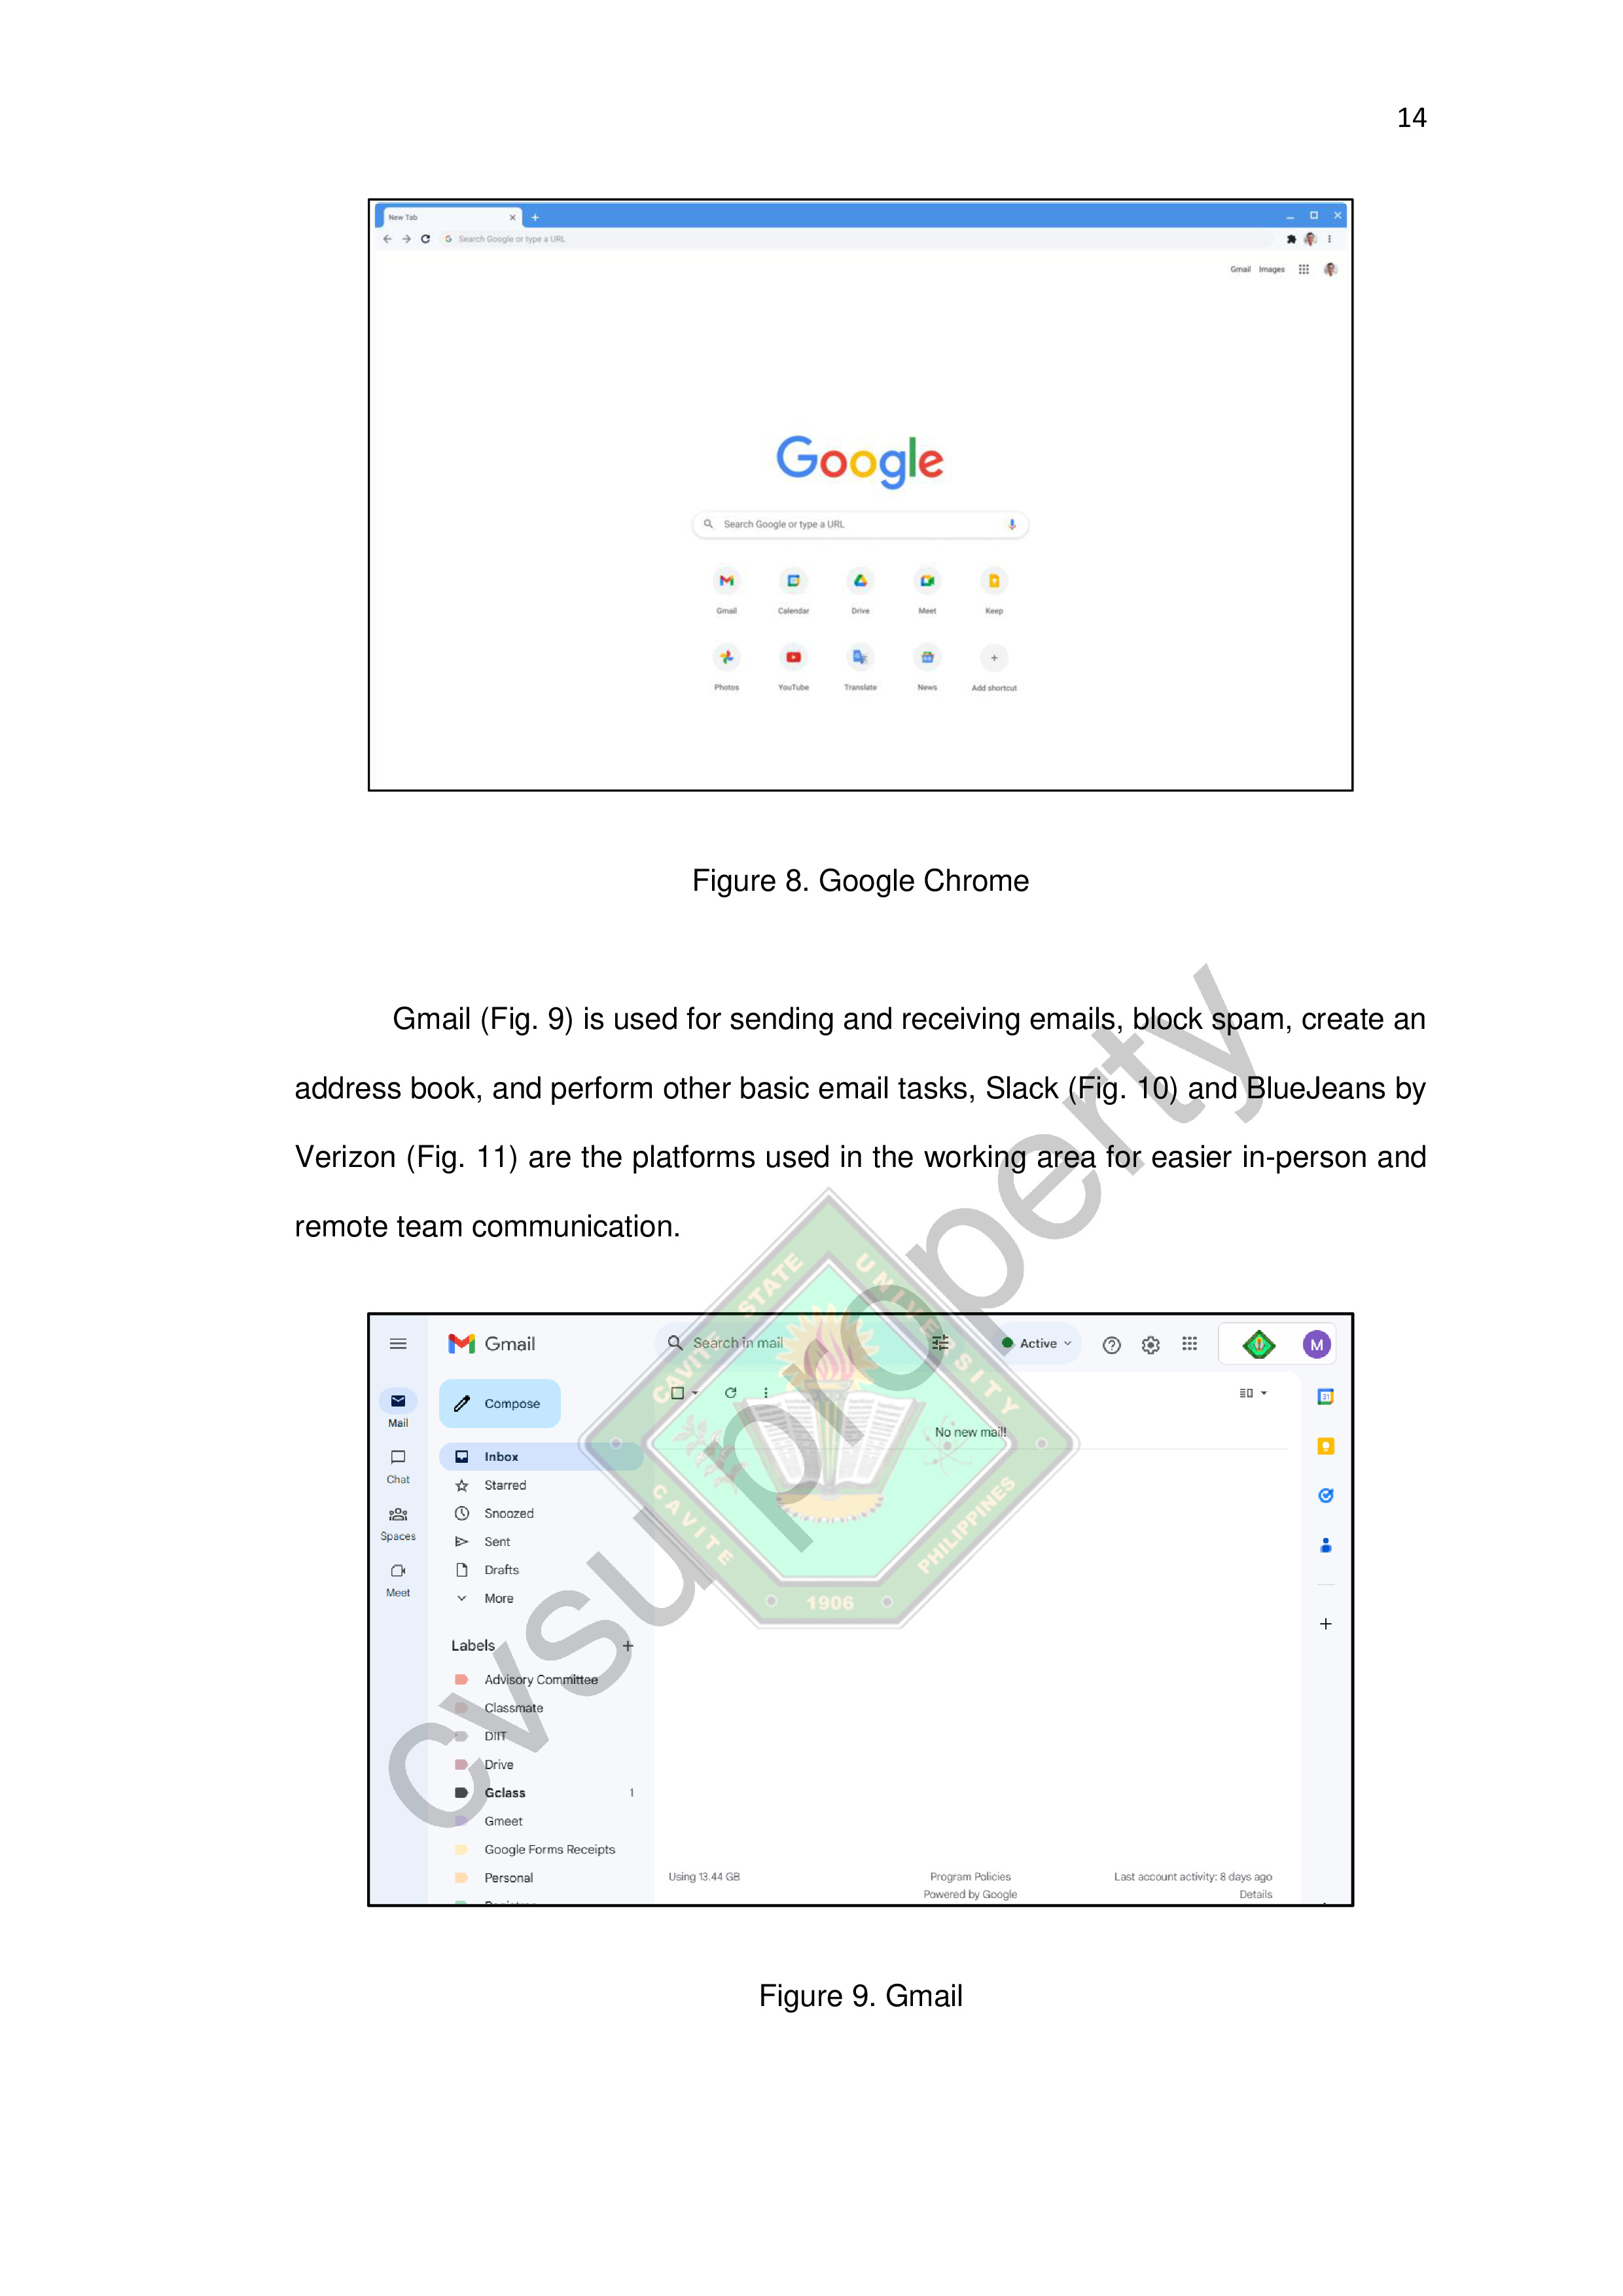 14
New Tab
Search Google or type a URL
Gmail Images
Google
Search Google or type a URL
Gmail Calendar Drive Meet Keep
Photos YouTube Translate News Add shortcut
Figure 8. Google Chrome
Gmail (Fig. 9) is used for sending and receiving emails, block spam, create an
address book, and perform other basic email tasks, Slack (Fig. 10) and BlueJeans by
Verizon (Fig. 11) are the platforms used in the working area for easier in-person and
remote team communication.
Gmail
Search in mail
Active
M
Mail
Chat
Spaces
Meet
Compose
Inbox
Starred
Snoozed
Sent
Drafts
More
Labels
Advisory Committee
Classmate
DIIT
Drive
Gclass 1
Gmeet
Google Forms Receipts
Personal
No new mail!
31
Using 13.44 GB
Program Policies
Powered by Google
Last account activity: 8 days ago
Details
CAVITE STATE UNIVERSITY
CAVITE PHILIPPINES
1906
cvsu property
Figure 9. Gmail